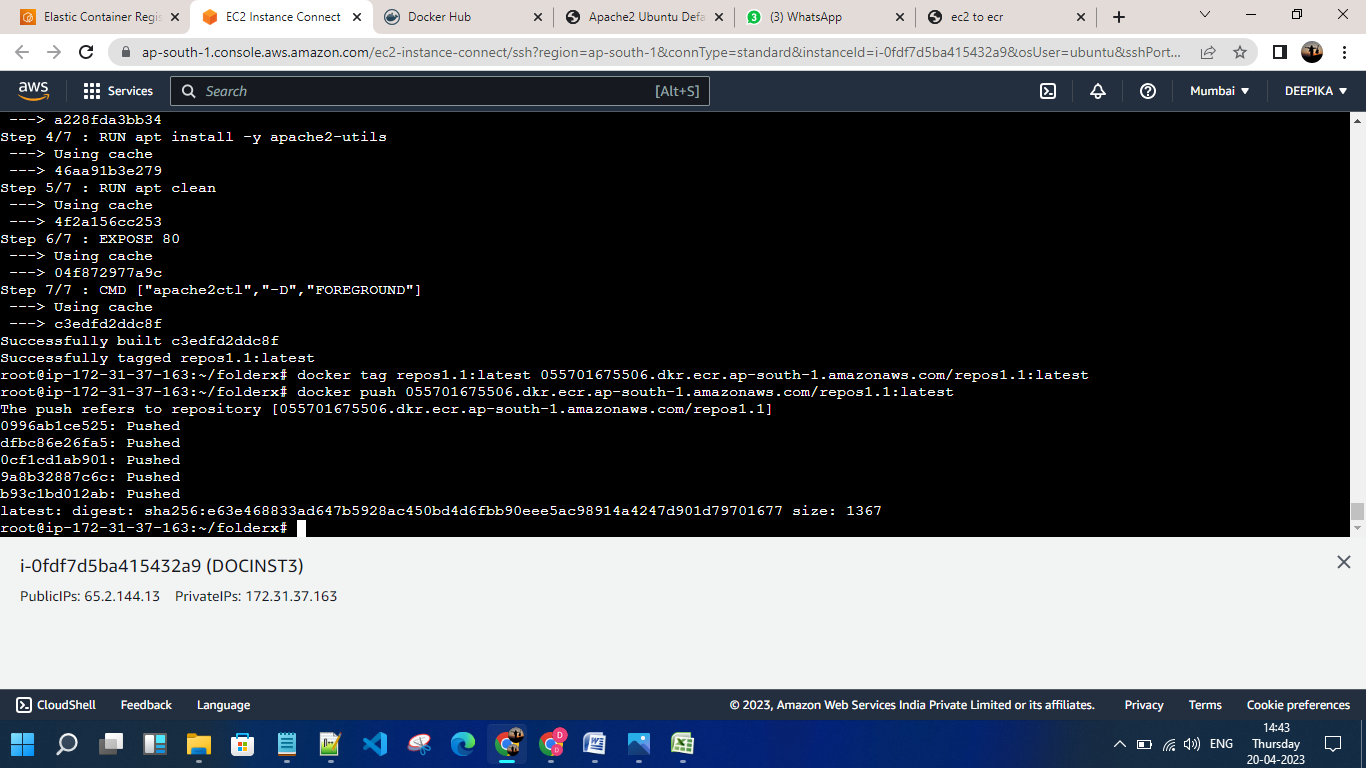 Elastic Container Regis
EC2 Instance Connect
Docker Hub
Apache2 Ubuntu Defa
3 (3) WhatsApp
ec2 to ecr
ap-south-1.console.aws.amazon.com/ec2-instance-connect/ssh?region=ap-south-1&connType=standard&instanceId=i-0fdf7d5ba415432a9&osUser=ubuntu&sshPort...
aws Services Search [Alt+S] Mumbai ▼ DEEPIKA ▼
---> a228fda3bb34
Step 4/7 : RUN apt install -y apache2-utils
---> Using cache
---> 46aa91b3e279
Step 5/7 : RUN apt clean
---> Using cache
---> 4f2a156cc253
Step 6/7 : EXPOSE 80
---> Using cache
---> 04f872977a9c
Step 7/7 : CMD ["apache2ctl","-D","FOREGROUND"]
---> Using cache
---> c3edfd2ddc8f
Successfully built c3edfd2ddc8f
Successfully tagged repos1.1:latest
root@ip-172-31-37-163:~/folderx# docker tag repos1.1:latest 055701675506.dkr.ecr.ap-south-1.amazonaws.com/repos1.1:latest
root@ip-172-31-37-163:~/folderx# docker push 055701675506.dkr.ecr.ap-south-1.amazonaws.com/repos1.1:latest
The push refers to repository [055701675506.dkr.ecr.ap-south-1.amazonaws.com/repos1.1]
0996ab1ce525: Pushed
dfbc86e26fa5: Pushed
0cf1cd1ab901: Pushed
9a8b32887c6c: Pushed
b93c1bd012ab: Pushed
latest: digest: sha256:e63e468833ad647b5928ac450bd4d6fbb90eee5ac98914a4247d901d79701677 size: 1367
root@ip-172-31-37-163:~/folderx#
i-0fdf7d5ba415432a9 (DOCINST3)
PublicIPs: 65.2.144.13 PrivateIPs: 172.31.37.163
CloudShell Feedback Language © 2023, Amazon Web Services India Private Limited or its affiliates. Privacy Terms Cookie preferences
D
D
ENG
14:43
Thursday
20-04-2023